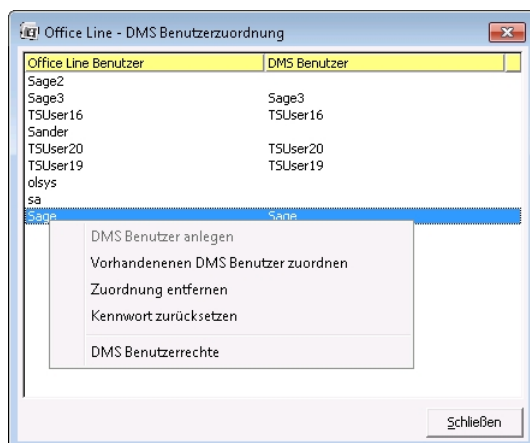 Office Line - DMS Benutzerzuordnung
Office Line Benutzer DMS Benutzer
Sage2
Sage3 Sage3
TSUser16 TSUser16
Sander
TSUser20 TSUser20
TSUser19 TSUser19
olsys
sa
Sage Sage
DMS Benutzer anlegen
Vorhandenenen DMS Benutzer zuordnen
Zuordnung entfernen
Kennwort zurücksetzen
DMS Benutzerrechte
Schließen